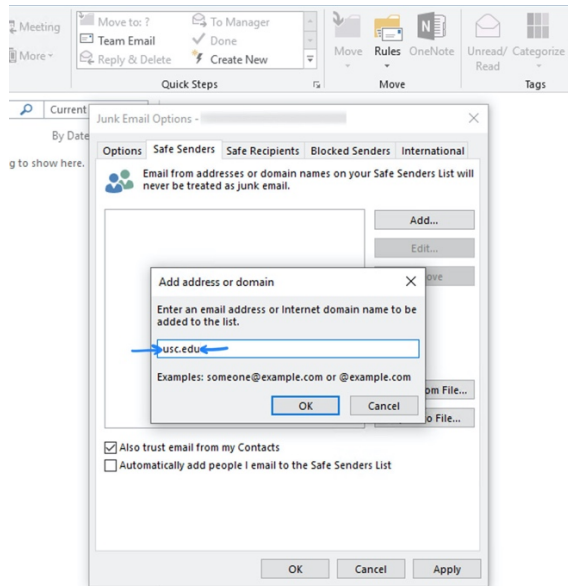 Meeting
Move to: ?
To Manager
Team Email
Done
More
Reply & Delete
Create New
Move
Rules
OneNote
Unread/
Read
Categorize
Quick Steps
Move
Tags
Current
By Date
g to show here.
Junk Email Options -
Options
Safe Senders
Safe Recipients
Blocked Senders
International
Email from addresses or domain names on your Safe Senders List will
never be treated as junk email.
Add...
Edit...
ove
Add address or domain
Enter an email address or Internet domain name to be
added to the list.
usc.edu
Examples: someone@example.com or @example.com
OK
Cancel
om File...
o File...
Also trust email from my Contacts
Automatically add people I email to the Safe Senders List
OK
Cancel
Apply